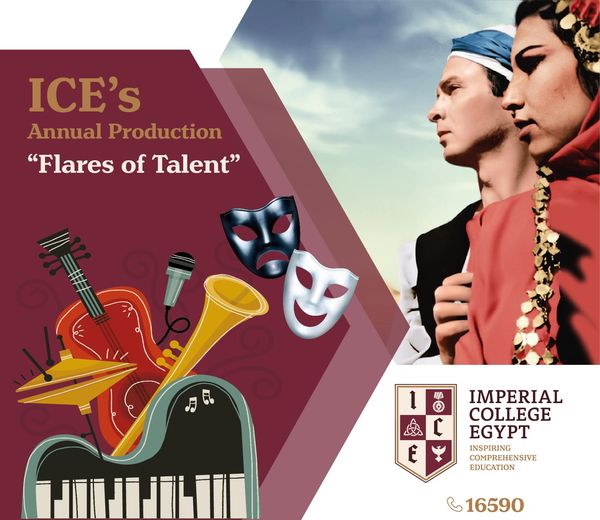 ICE’s
Annual Production
“Flares of Talent”
I
C
E
IMPERIAL
COLLEGE
EGYPT
INSPIRING
COMPREHENSIVE
EDUCATION
16590